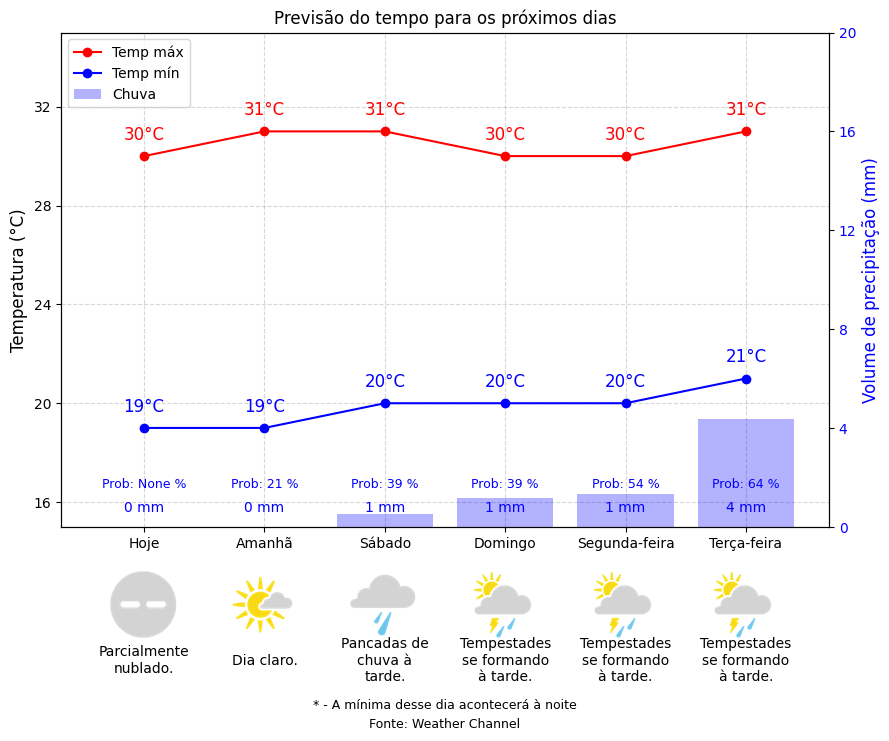 Previsão do tempo para os próximos dias
Temp máx
Temp mín
Chuva
Temperatura (°C)
32
28
24
20
16
20
16
12
8
4
0
Volume de precipitação (mm)
30°C
31°C
31°C
30°C
30°C
31°C
19°C
19°C
20°C
20°C
20°C
21°C
Prob: None %
Prob: 21 %
Prob: 39 %
Prob: 39 %
Prob: 54 %
Prob: 64 %
0 mm
0 mm
1 mm
1 mm
1 mm
4 mm
Hoje
Amanhã
Sábado
Domingo
Segunda-feira
Terça-feira
Parcialmente
nublado.
Dia claro.
Pancadas de
chuva à
tarde.
Tempestades
se formando
à tarde.
Tempestades
se formando
à tarde.
Tempestades
se formando
à tarde.
* - A mínima desse dia acontecerá à noite
Fonte: Weather Channel